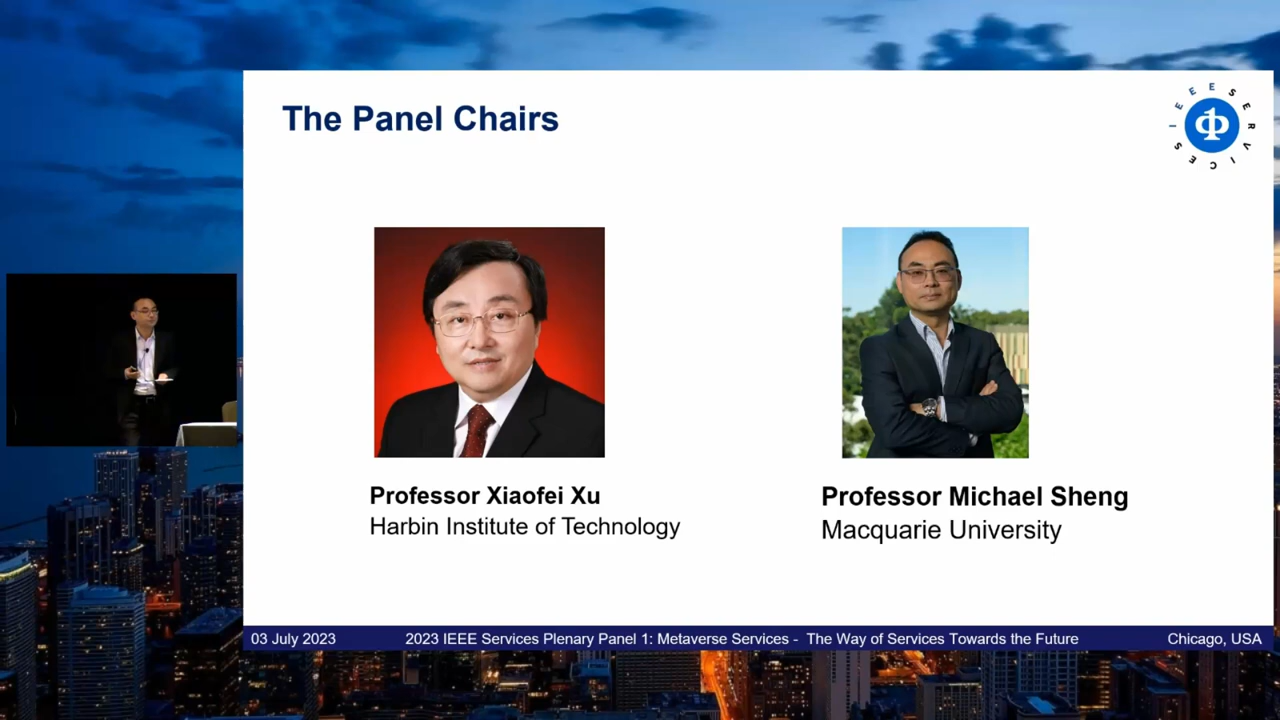 The Panel Chairs
IEEE SERVICES
Professor Xiaofei Xu
Harbin Institute of Technology
Professor Michael Sheng
Macquarie University
03 July 2023
2023 IEEE Services Plenary Panel 1: Metaverse Services - The Way of Services Towards the Future
Chicago, USA